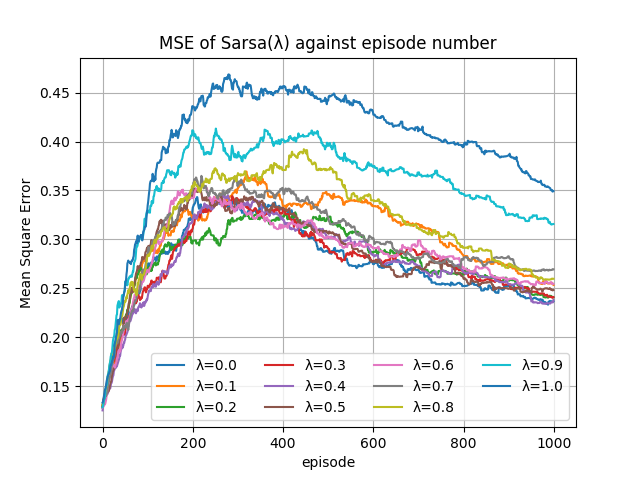 MSE of Sarsa(λ) against episode number
Mean Square Error
0.45
0.40
0.35
0.30
0.25
0.20
0.15
λ=0.0 λ=0.3 λ=0.6 λ=0.9
λ=0.1 λ=0.4 λ=0.7 λ=1.0
λ=0.2 λ=0.5 λ=0.8
0 200 400 600 800 1000
episode